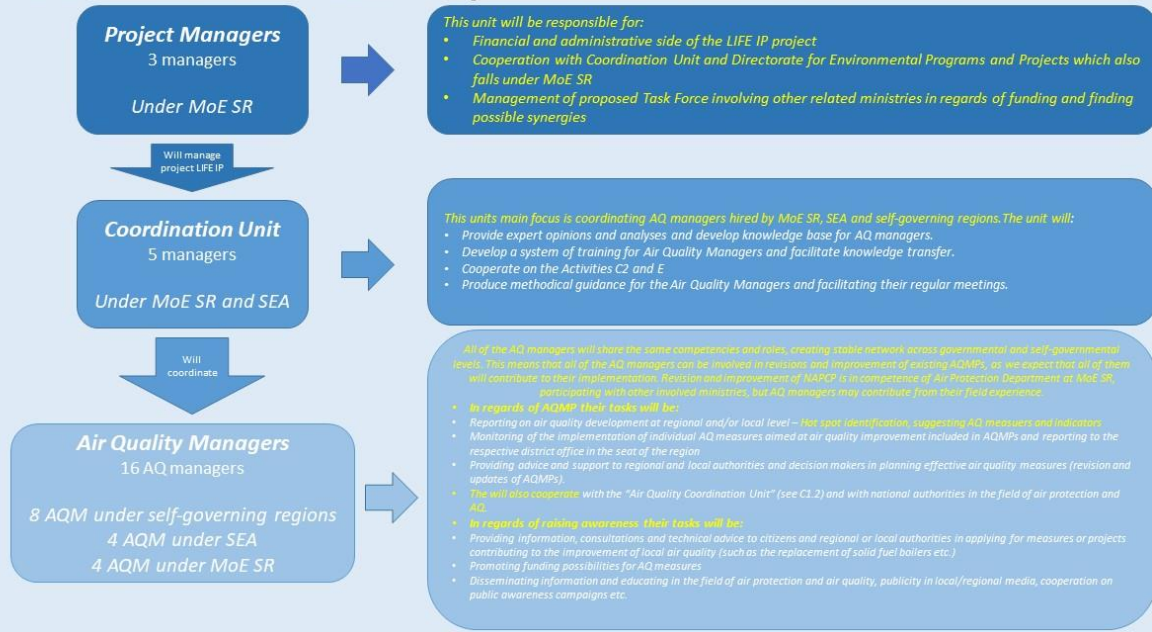 Project Managers
3 managers
Under MoE SR
This unit will be responsible for:
• Financial and administrative side of the LIFE IP project
• Cooperation with Coordination Unit and Directorate for Environmental Programs and Projects which also
falls under MoE SR
• Management of proposed Task Force involving other related ministries in regards of funding and finding
possible synergies
Will manage
project LIFE IP
Coordination Unit
5 managers
Under MoE SR and SEA
This units main focus is coordinating AQ managers hired by MoE SR, SEA and self-governing regions.The unit will:
• Provide expert opinions and analyses and develop knowledge base for AQ managers.
• Develop a system of training for Air Quality Managers and facilitate knowledge transfer.
• Cooperate on the Activities C2 and E
• Produce methodical guidance for the Air Quality Managers and facilitating their regular meetings.
Will
coordinate
Air Quality Managers
16 AQ managers
8 AQM under self-governing regions
4 AQM under SEA
4 AQM under MoE SR
All of the AQ managers will share the same competencies and roles, creating stable network across governmental and self-governmental
levels. This means that all of the AQ managers can be involved in revisions and improvement of existing AQMPs, as we expect that all of them
will contribute to their implementation. Revision and improvement of NAPCP is in competence of Air Protection Department at MoE SR,
participating with other involved ministries, but AQ managers may contribute from their field experience.
• In regards of AQMP their tasks will be:
• Reporting on air quality development at regional and/or local level – Hot spot identification, suggesting AQ measuers and indicators
• Monitoring of the implementation of individual AQ measures aimed at air quality improvement included in AQMPs and reporting to the
respective district office in the seat of the region
• Providing advice and support to regional and local authorities and decision makers in planning effective air quality measures (revision and
updates of AQMPs).
• The will also cooperate with the "Air Quality Coordination Unit" (see C1.2) and with national authorities in the field of air protection and
AQ.
• In regards of raising awareness their tasks will be:
• Providing information, consultations and technical advice to citizens and regional or local authorities in applying for measures or projects
contributing to the improvement of local air quality (such as the replacement of solid fuel boilers etc.)
• Promoting funding possibilities for AQ measures
• Disseminating information and educating in the field of air protection and air quality, publicity in local/regional media, cooperation on
public awareness campaigns etc.